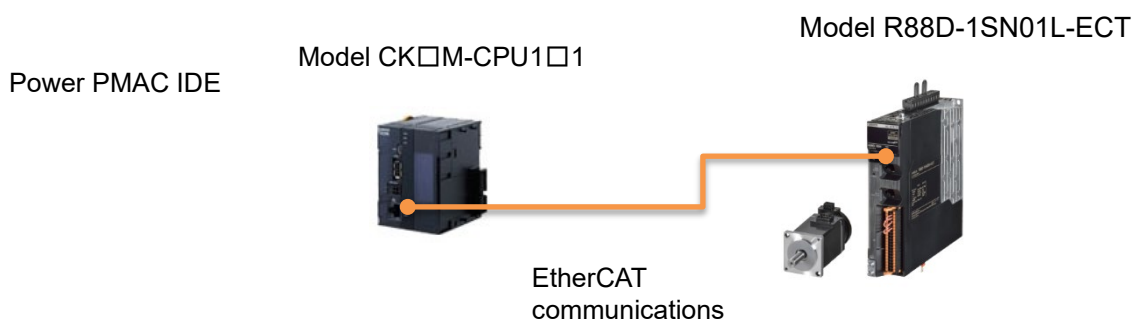 Model R88D-1SN01L-ECT
Model CK□M-CPU1□1
Power PMAC IDE
EtherCAT
communications